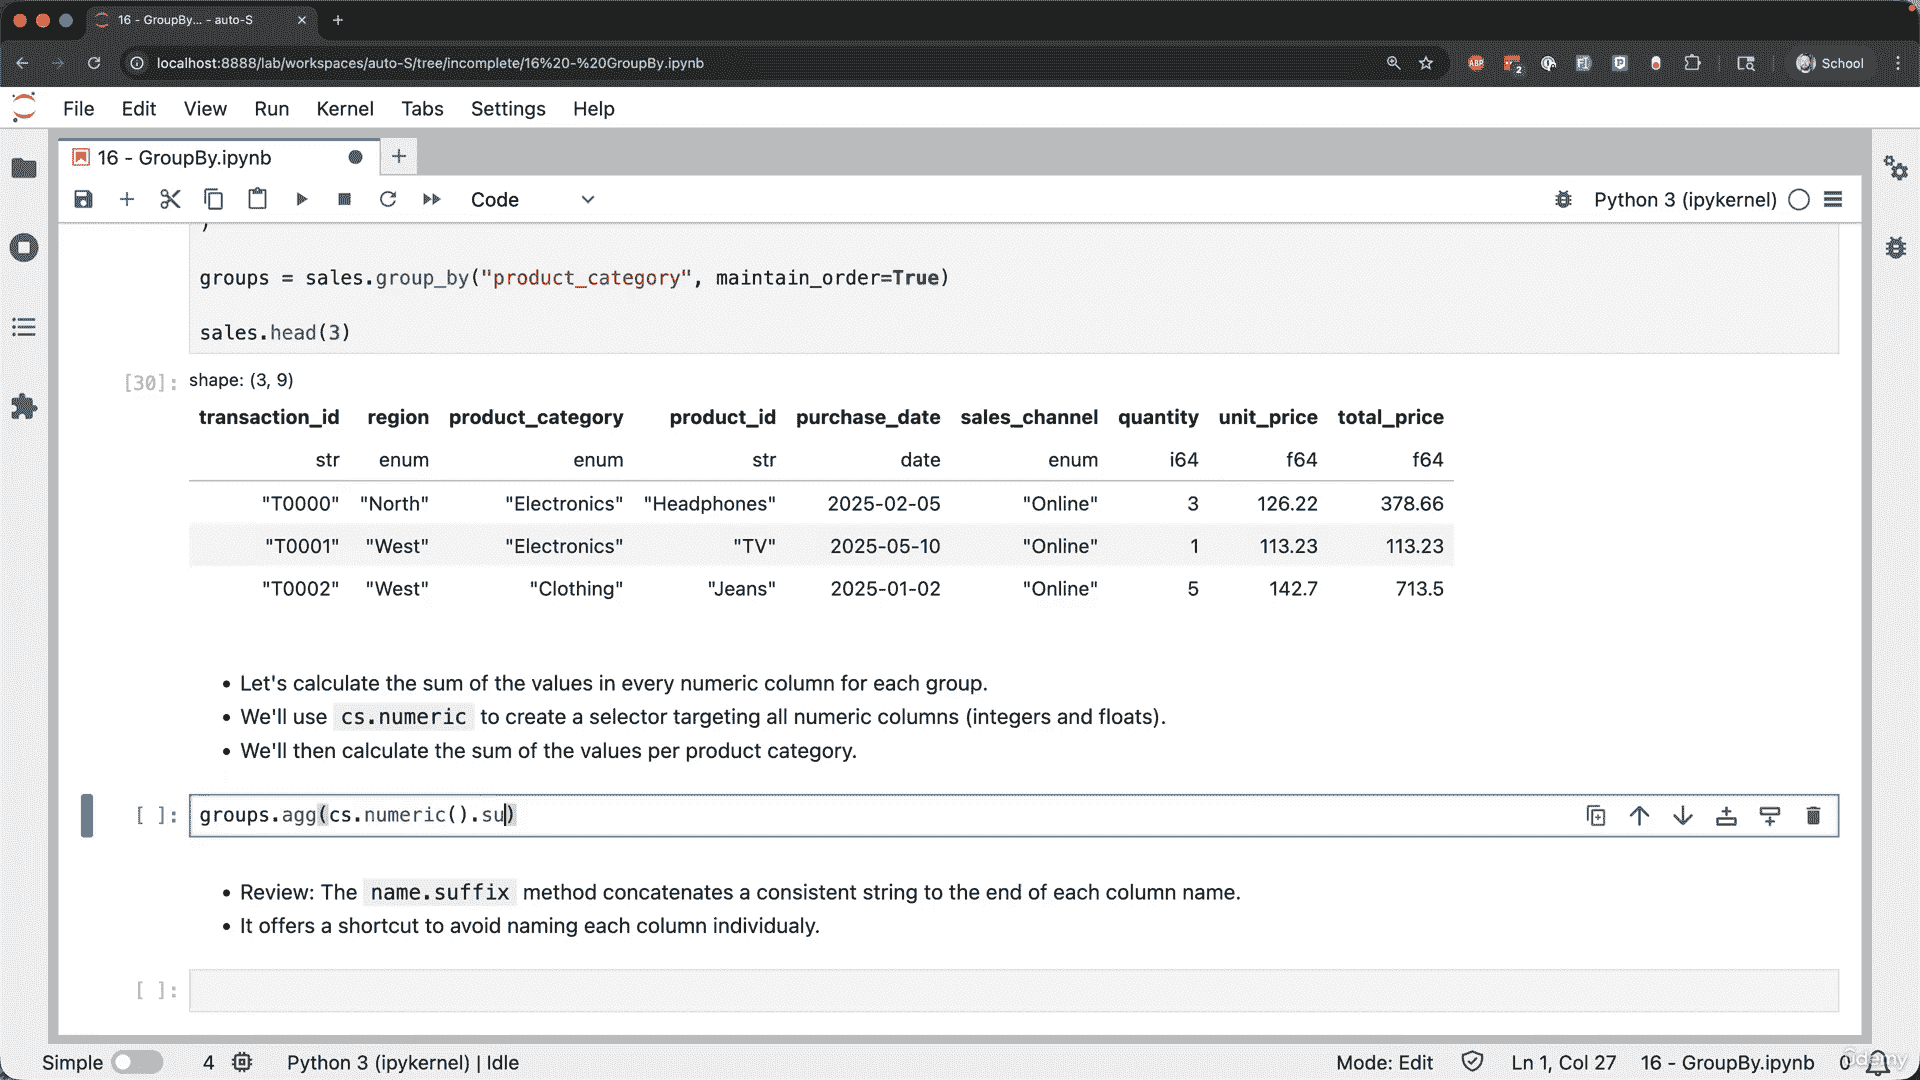 16 - GroupBy... - auto-S
localhost:8888/lab/workspaces/auto-S/tree/incomplete/16%20-%20GroupBy.ipynb
ABP
2
School
File Edit View Run Kernel Tabs Settings Help
16 - GroupBy.ipynb
Code
Python 3 (ipykernel)
)
groups = sales.group_by("product_category", maintain_order=True)
sales.head(3)
[30]: shape: (3, 9)
transaction_id region product_category product_id purchase_date sales_channel quantity unit_price total_price
str enum enum str date enum i64 f64 f64
"T0000" "North" "Electronics" "Headphones" 2025-02-05 "Online" 3 126.22 378.66
"T0001" "West" "Electronics" "TV" 2025-05-10 "Online" 1 113.23 113.23
"T0002" "West" "Clothing" "Jeans" 2025-01-02 "Online" 5 142.7 713.5
• Let's calculate the sum of the values in every numeric column for each group.
• We'll use cs.numeric to create a selector targeting all numeric columns (integers and floats).
• We'll then calculate the sum of the values per product category.
[ ]: groups.agg(cs.numeric().su)
• Review: The name.suffix method concatenates a consistent string to the end of each column name.
• It offers a shortcut to avoid naming each column individualy.
[ ]:
Simple 4 Python 3 (ipykernel) | Idle Mode: Edit Ln 1, Col 27 16 - GroupBy.ipynb 0
udemy